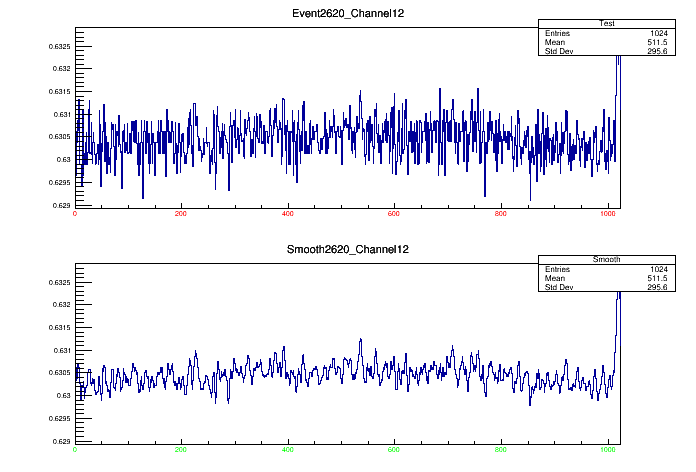 Event2620_Channel12
Test
Entries 1024
Mean 511.5
Std Dev 295.6
0.6325
0.632
0.6315
0.631
0.6305
0.63
0.6295
0.629
0 200 400 600 800 1000
Smooth2620_Channel12
Smooth
Entries 1024
Mean 511.5
Std Dev 295.6
0.6325
0.632
0.6315
0.631
0.6305
0.63
0.6295
0.629
0 200 400 600 800 1000